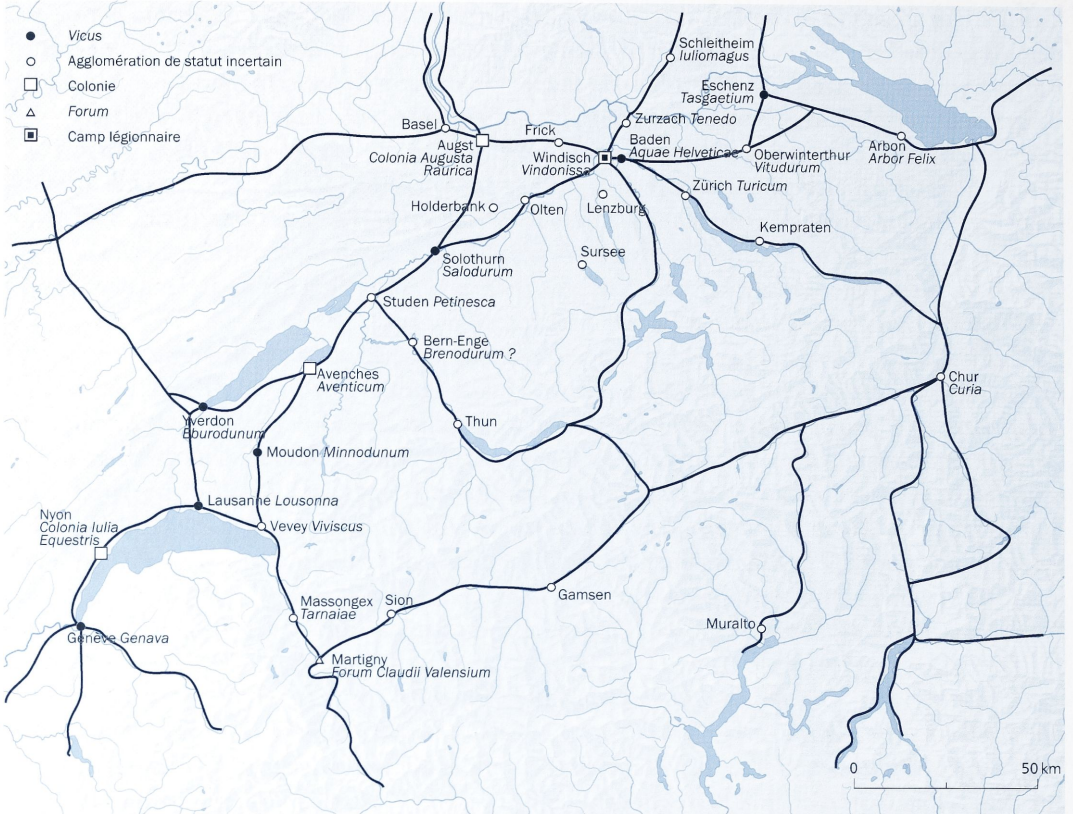 Vicus
Agglomération de statut incertain
Colonie
Forum
Camp légionnaire
Schleitheim
Iuliomagus
Eschenz
Tasgaetium
Basel
Frick
Zurzach Tenedo
Augst
Colonia Augusta
Raurica
Windisch
Vindonissa
Baden
Aquae Helveticae
Oberwinterthur
Vitudurum
Arbon
Arbor Felix
Zürich Turicum
Holderbank
Olten
Lenzburg
Kempraten
Solothurn
Salodurum
Sursee
Studen Petinesca
Bern-Enge
Brenodurum ?
Avenches
Aventicum
Chur
Curia
Yverdon
Eburodunum
Thun
Moudon Minnodunum
Lausanne Lousonna
Nyon
Colonia Iulia
Equestris
Vevey Viviscus
Massongex
Tarnaiae
Sion
Gamsen
Muralto
Genève Genava
Martigny
Forum Claudii Valensium
0 50 km